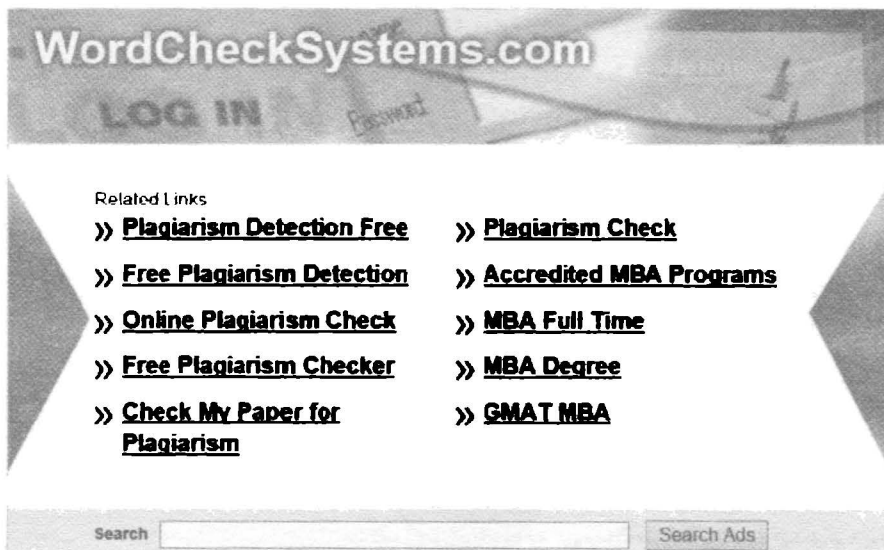 WordCheckSystems.com
LOG IN
Password
Related Links
» Plagiarism Detection Free
» Free Plagiarism Detection
» Online Plagiarism Check
» Free Plagiarism Checker
» Check My Paper for
Plagiarism
» Plagiarism Check
» Accredited MBA Programs
» MBA Full Time
» MBA Degree
» GMAT MBA
Search
Search Ads